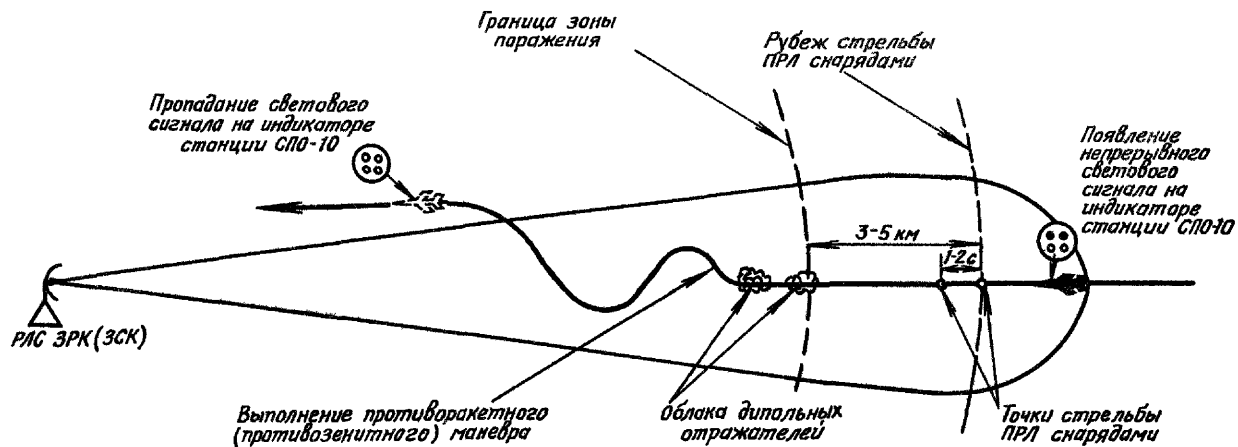 Граница зоны
поражения
Рубеж стрельбы
ПРЛ снарядами
Пропадание светового
сигнала на индикаторе
станции СПО-10
Появление
непрерывного
светового
сигнала на
индикаторе
станции СПО-10
3-5 км
1-2с
РЛС ЗРК (ЗСК)
Выполнение противоракетного
(противозенитного) маневра
Облака дипольных
отражателей
Точки стрельбы
ПРЛ снарядами